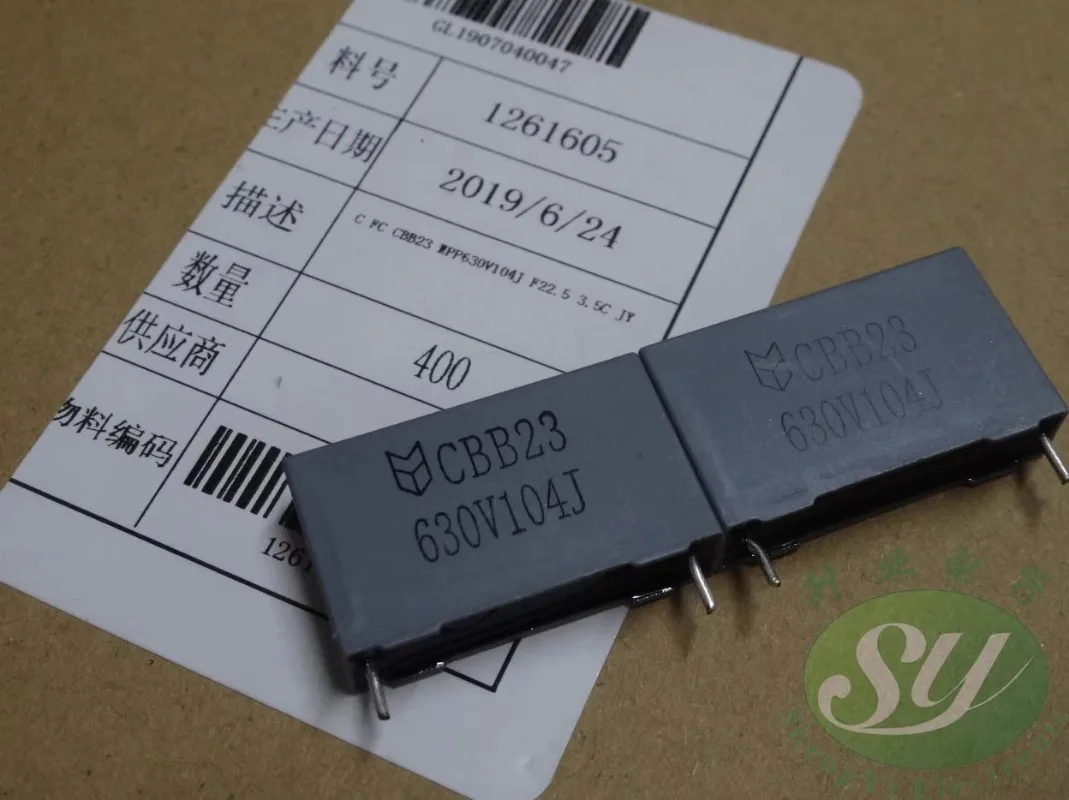 GL1907040047
料号
1261605
生产日期
2019/6/24
描述
C FC CBB23 MPP630V104J F22.5 3.5C JY
数量
400
供应商
物料编码
1261
CBB23
630V104J
CBB23
630V104J
SY